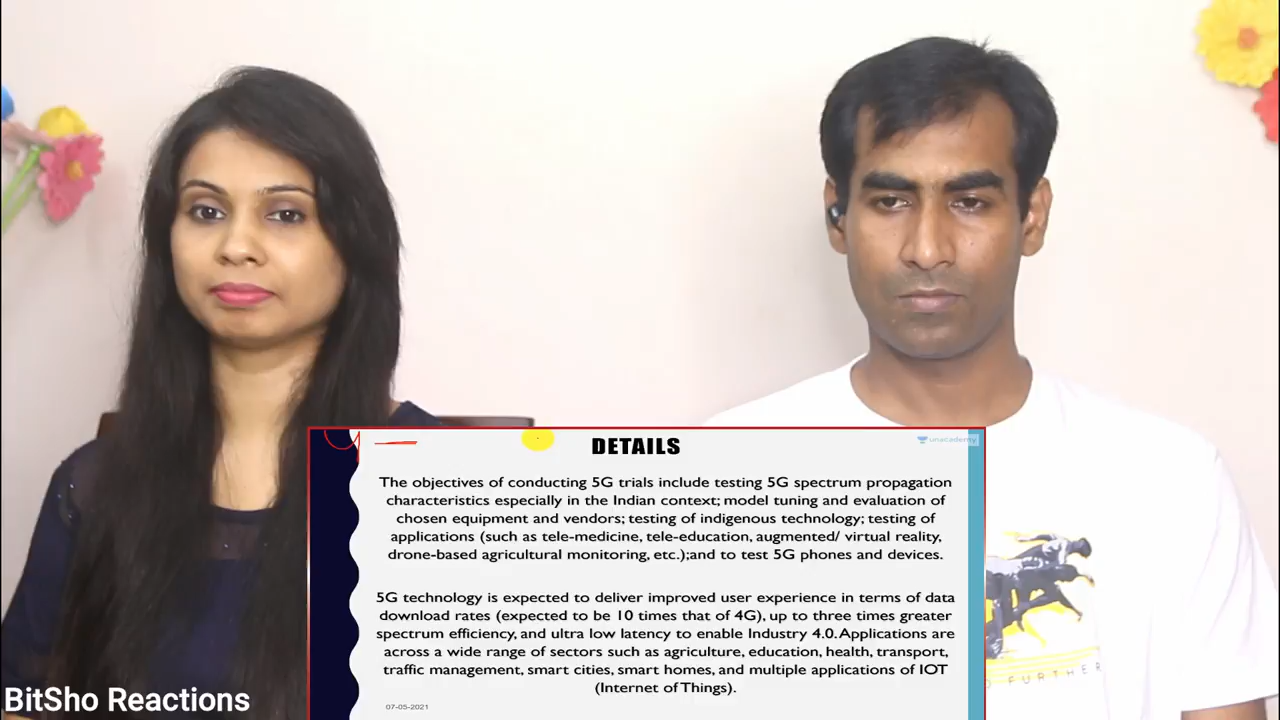 DETAILS
unacademy
The objectives of conducting 5G trials include testing 5G spectrum propagation
characteristics especially in the Indian context; model tuning and evaluation of
chosen equipment and vendors; testing of indigenous technology; testing of
applications (such as tele-medicine, tele-education, augmented/ virtual reality,
drone-based agricultural monitoring, etc.);and to test 5G phones and devices.
5G technology is expected to deliver improved user experience in terms of data
download rates (expected to be 10 times that of 4G), up to three times greater
spectrum efficiency, and ultra low latency to enable Industry 4.0. Applications are
across a wide range of sectors such as agriculture, education, health, transport,
traffic management, smart cities, smart homes, and multiple applications of IOT
(Internet of Things).
07-05-2021
FURTHER
BitSho Reactions